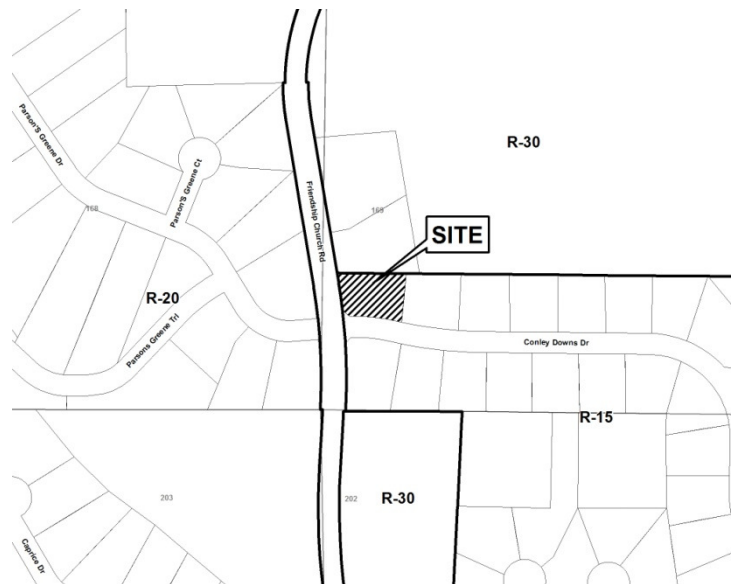 R-30
Parson'S Greene Dr
Parson'S Greene Ct
168
Friendship Church Rd
169
SITE
R-20
Parsons Greene Trl
Conley Downs Dr
R-15
203
202
R-30
Caprice Dr